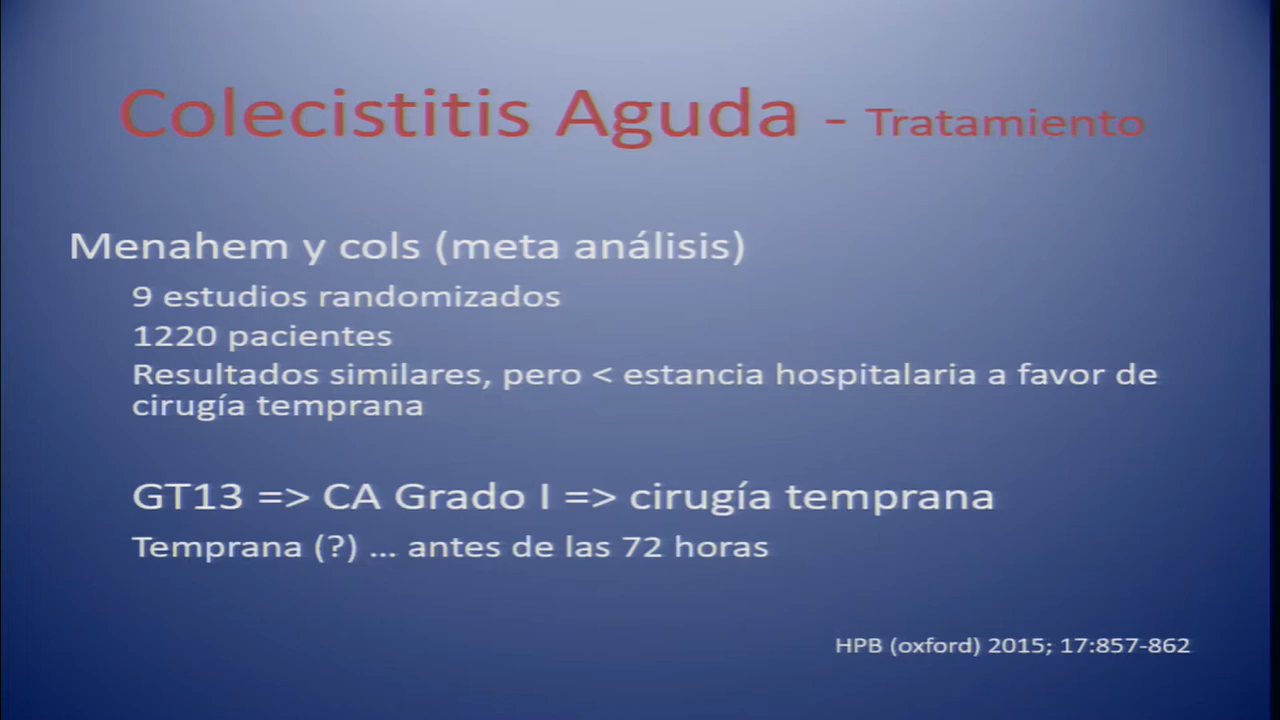 Colecistitis Aguda - Tratamiento
Menahem y cols (meta análisis)
9 estudios randomizados
1220 pacientes
Resultados similares, pero < estancia hospitalaria a favor de
cirugía temprana
GT13 => CA Grado I => cirugía temprana
Temprana (?) ... antes de las 72 horas
HPB (oxford) 2015; 17:857-862